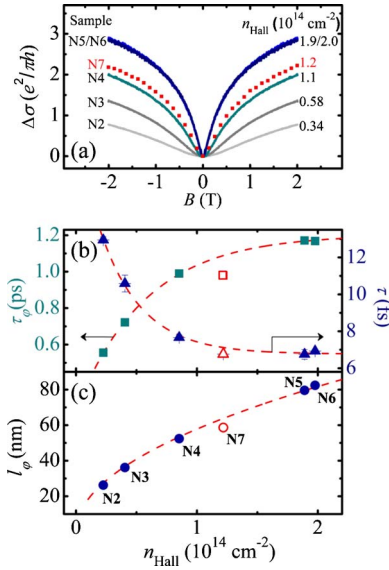 Sample n_Hall (10^14 cm^-2)
N5/N6 1.9/2.0
N7 1.2
N4 1.1
N3 0.58
N2 0.34
Δσ (e²/πh)
3
2
1
0
(a)
-2 -1 0 1 2
B (T)
(b)
τ_φ (ps)
1.2
1.0
0.8
0.6
τ (fs)
12
10
8
6
(c)
l_φ (nm)
80
60
40
20
N2
N3
N4
N7
N5
N6
0 1 2
n_Hall (10^14 cm^-2)